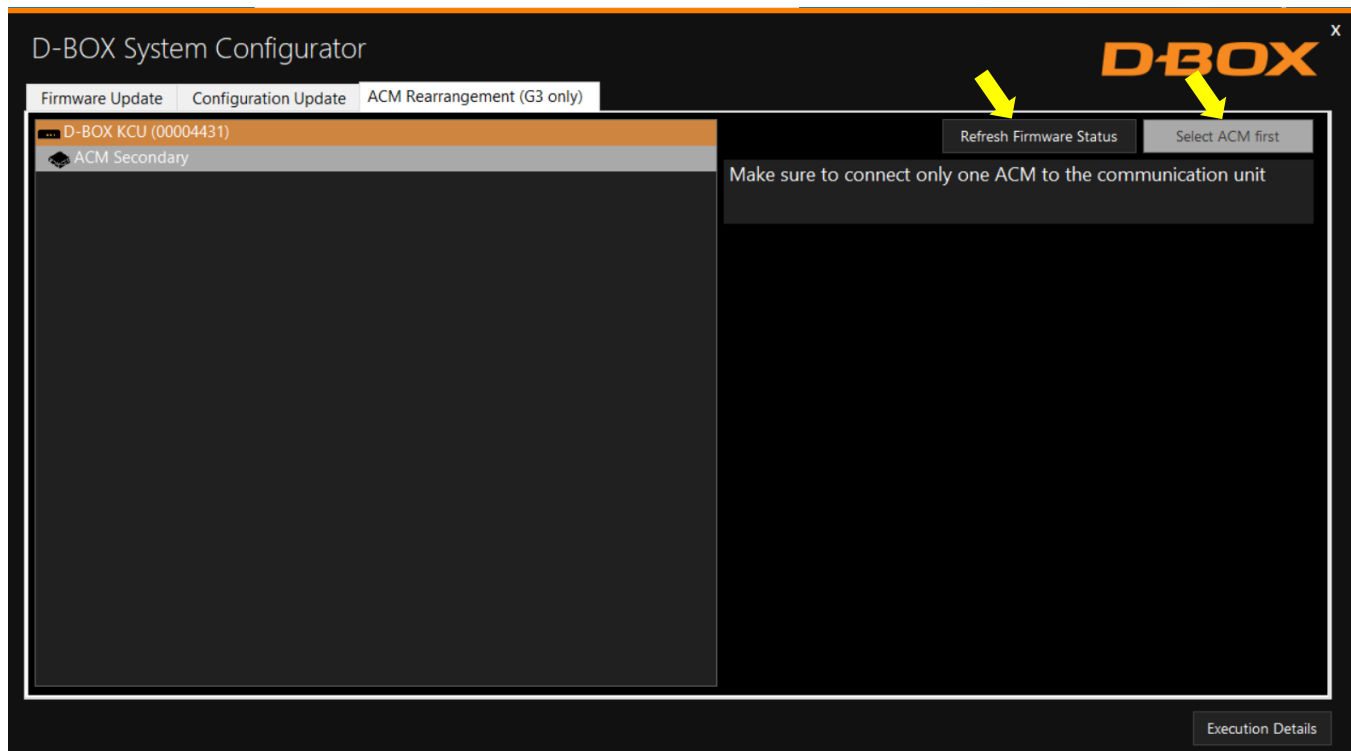 D-BOX System Configurator
x
D-BOX
Firmware Update
Configuration Update
ACM Rearrangement (G3 only)
D-BOX KCU (00004431)
ACM Secondary
Refresh Firmware Status
Select ACM first
Make sure to connect only one ACM to the communication unit
Execution Details